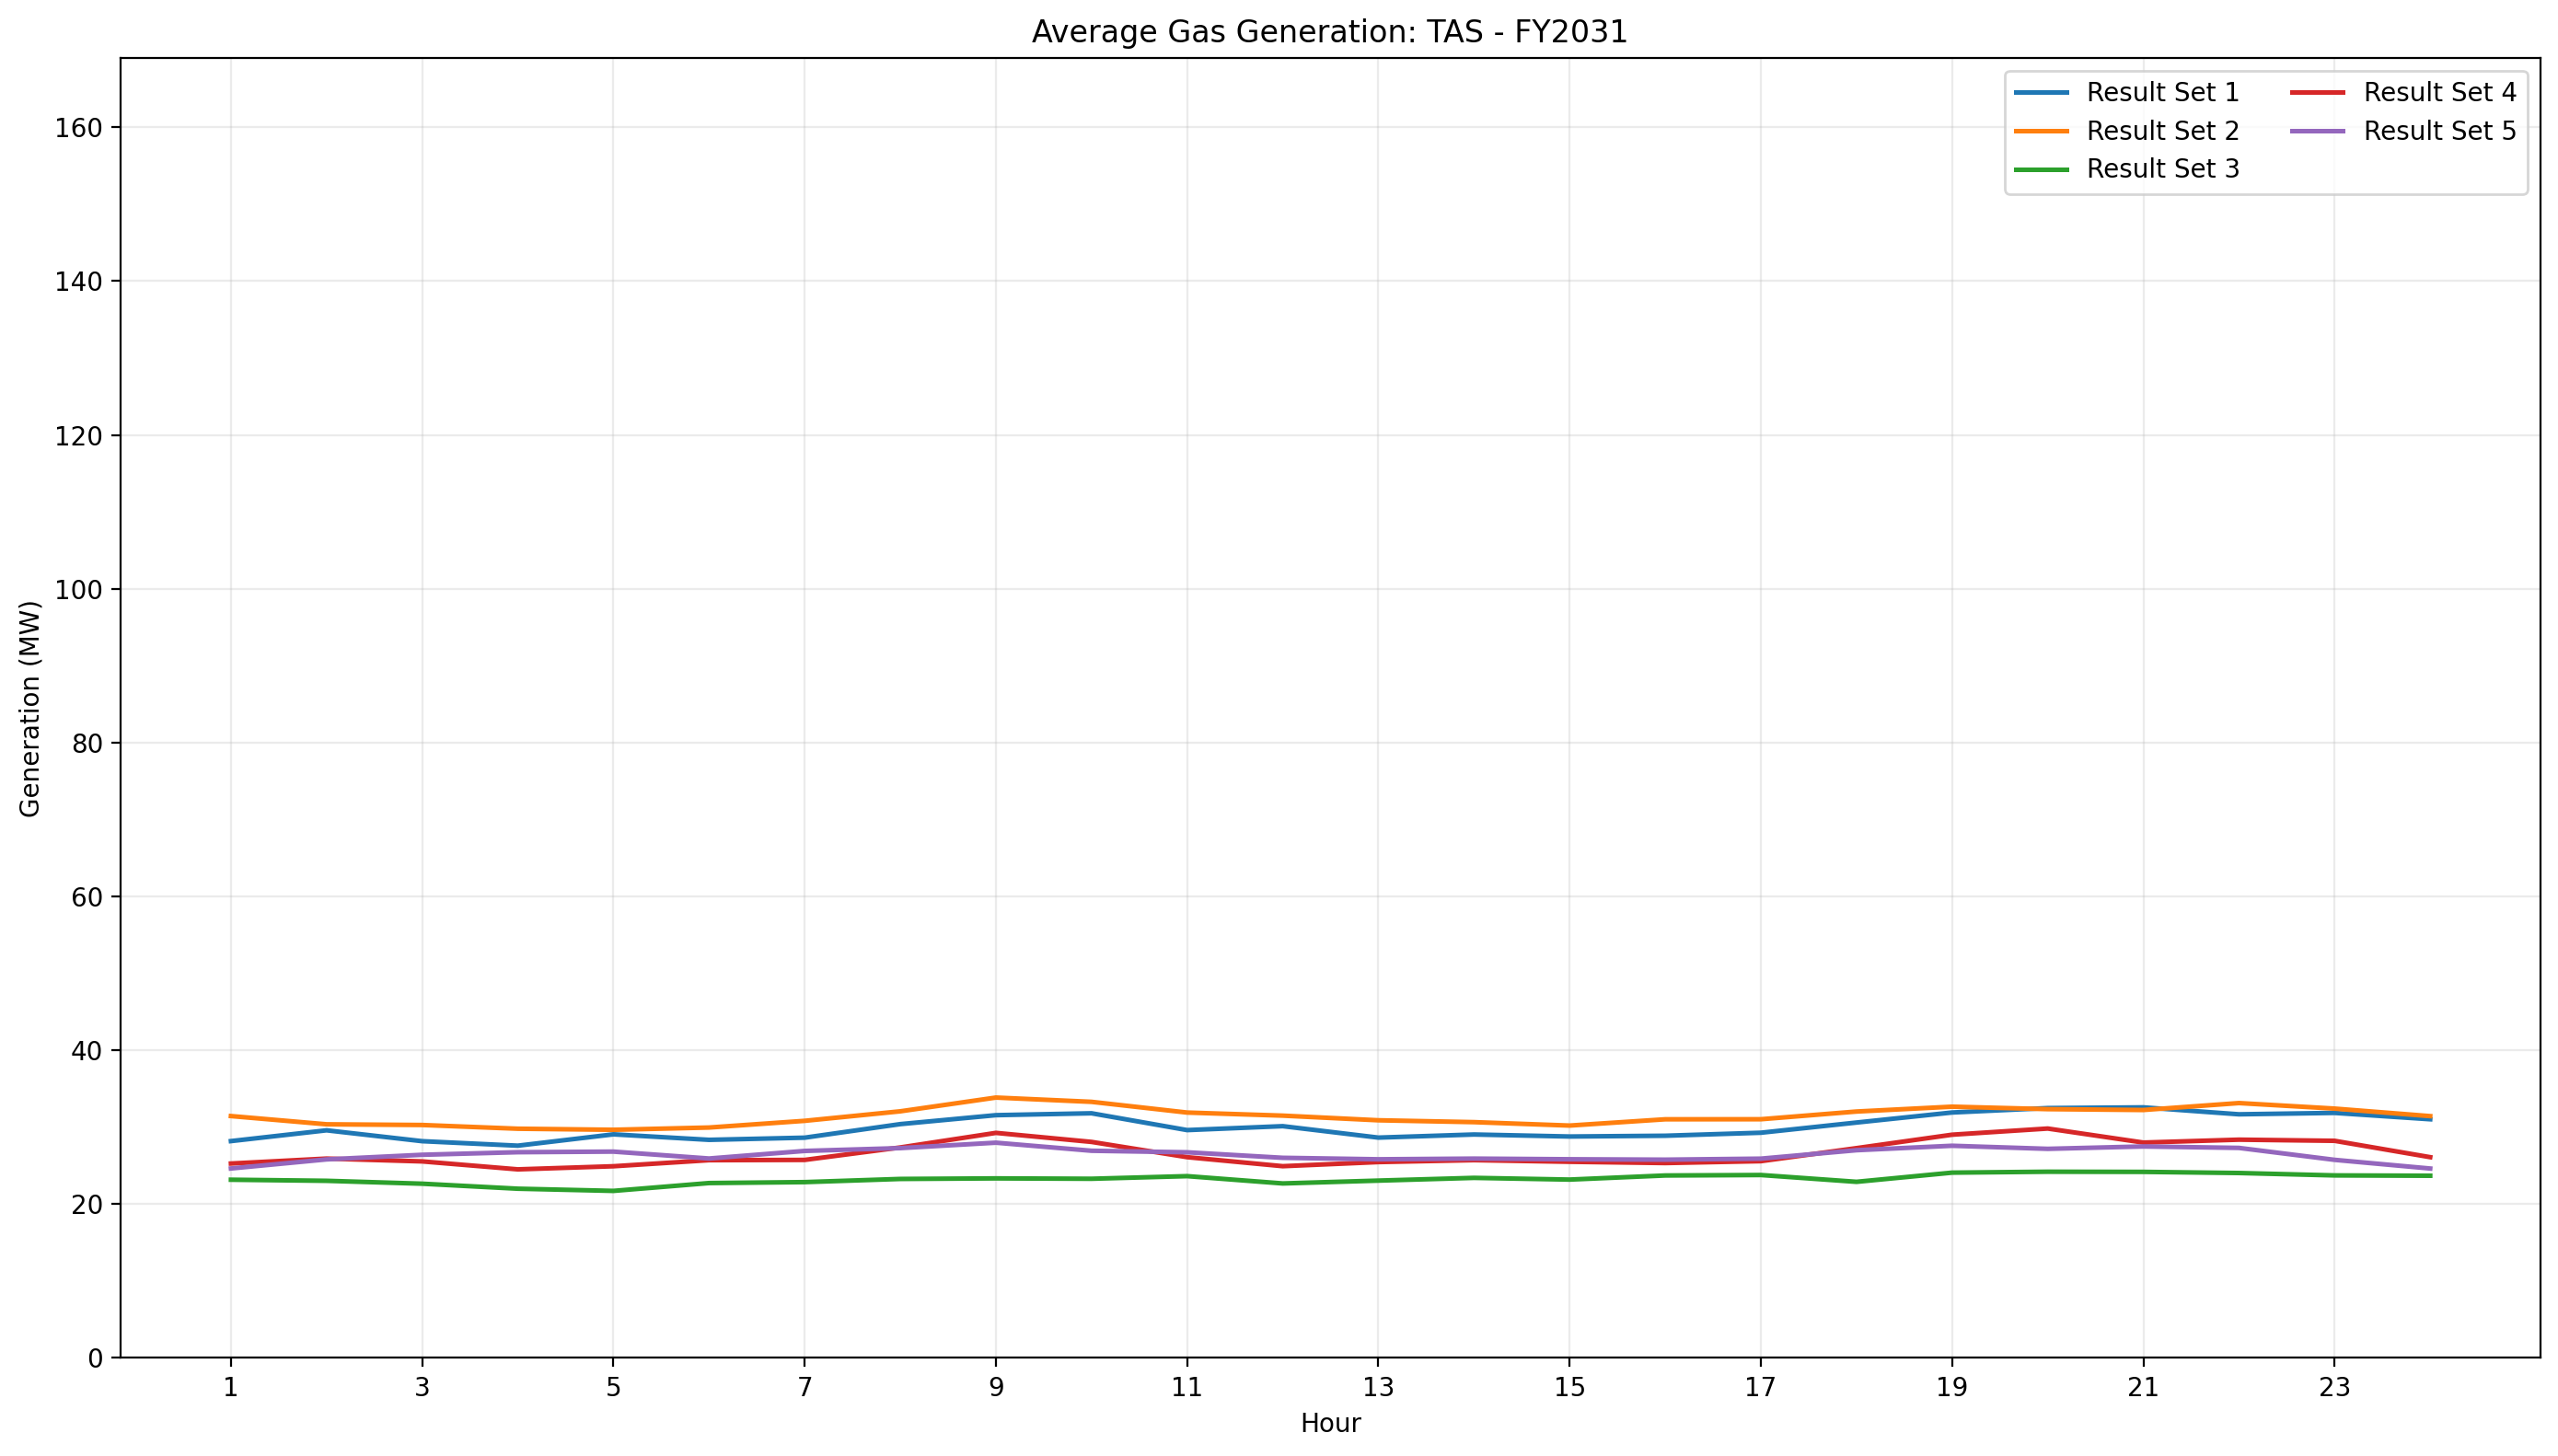 Average Gas Generation: TAS - FY2031
Result Set 1
Result Set 2
Result Set 3
Result Set 4
Result Set 5
Generation (MW)
160
140
120
100
80
60
40
20
0
1 3 5 7 9 11 13 15 17 19 21 23
Hour